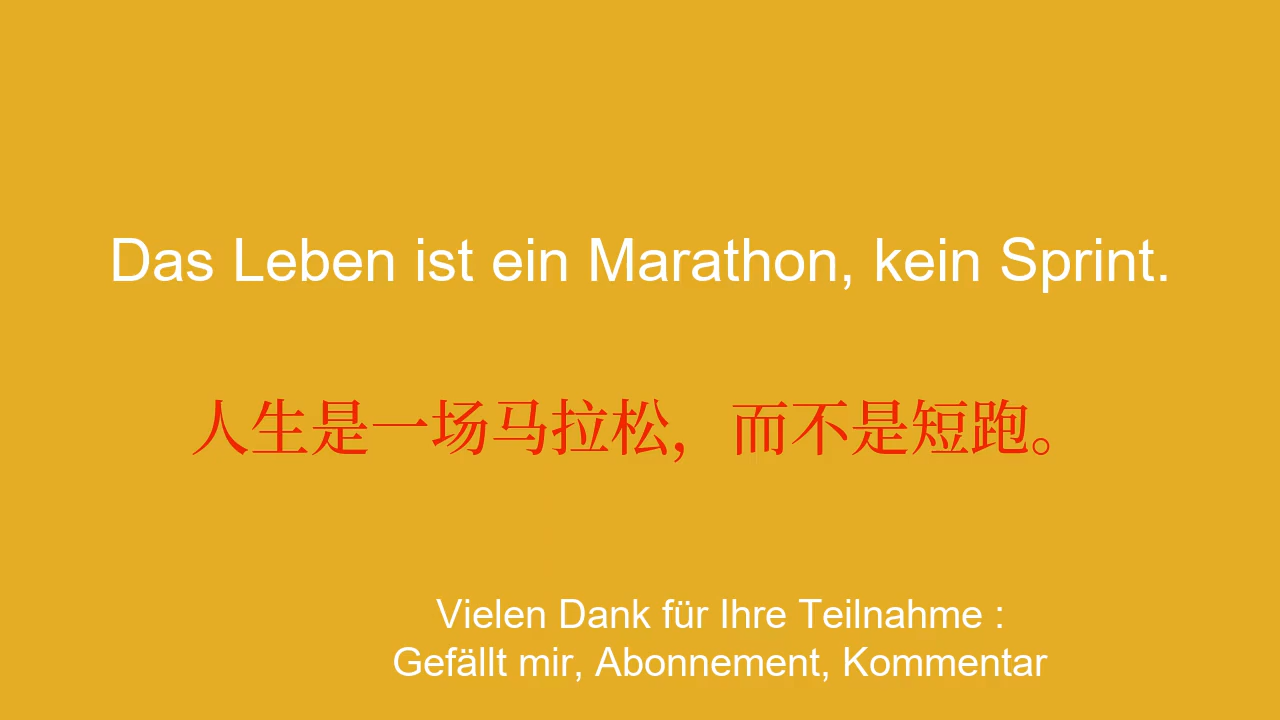 Das Leben ist ein Marathon, kein Sprint.
人生是一场马拉松，而不是短跑。
Vielen Dank für Ihre Teilnahme :
Gefällt mir, Abonnement, Kommentar